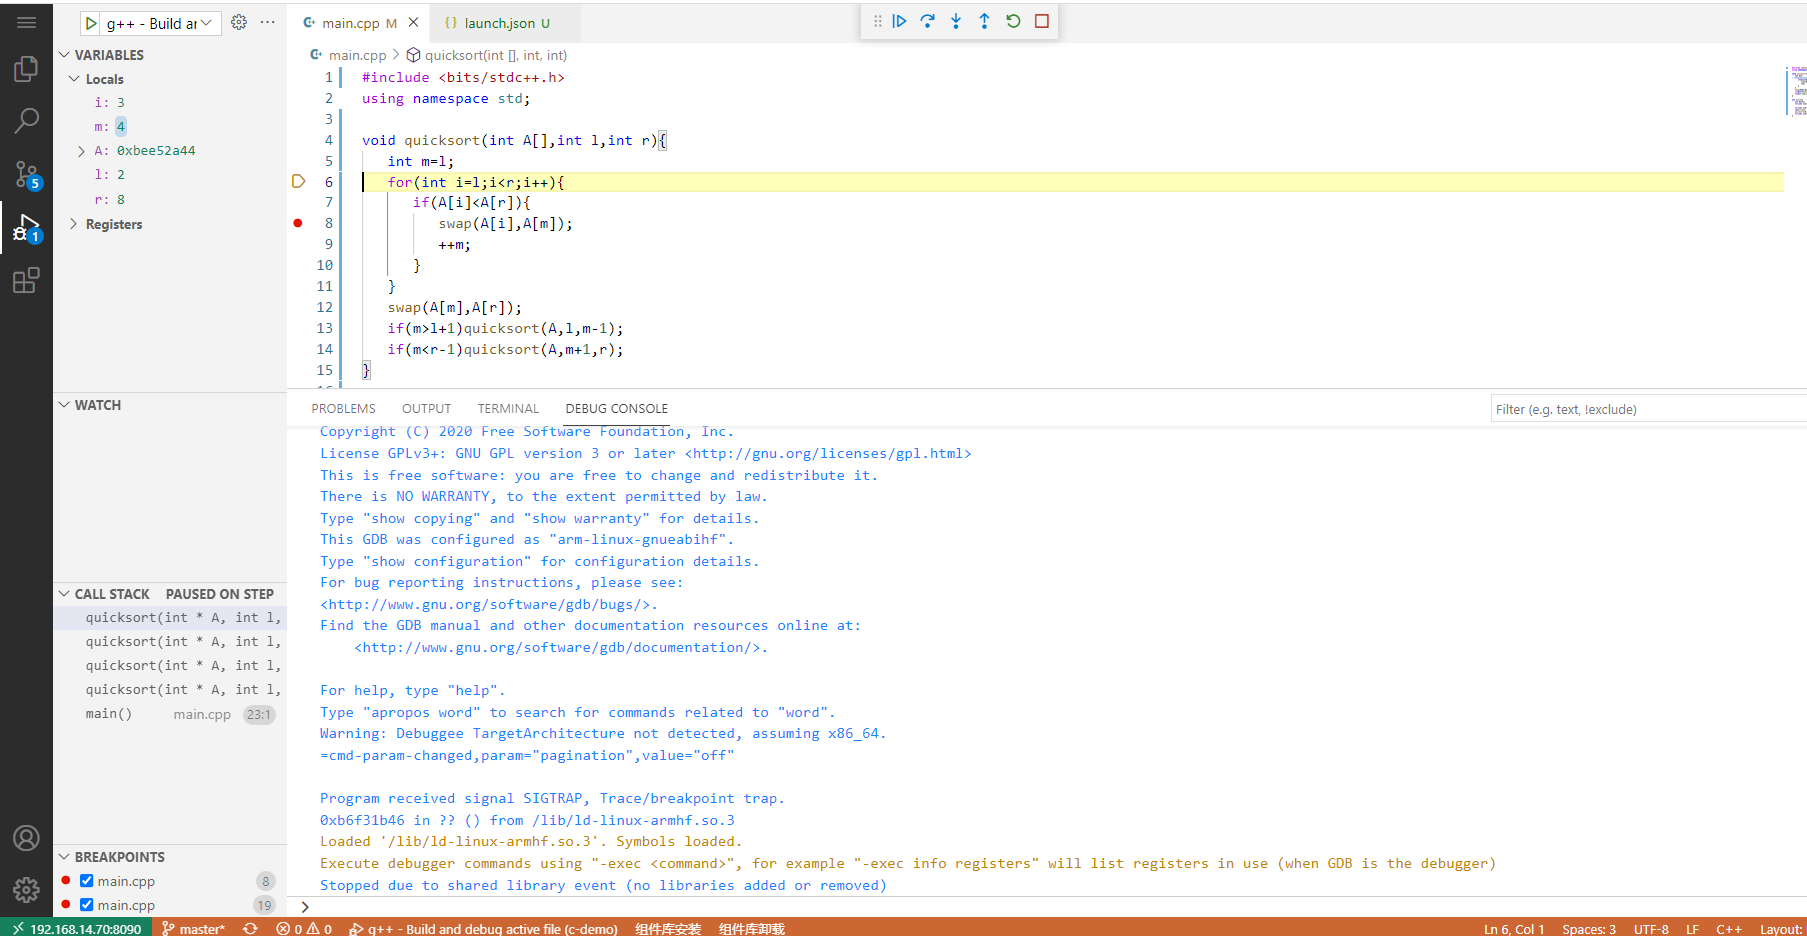 g++ - Build ar
main.cpp M
launch.json U
main.cpp > quicksort(int [], int, int)
VARIABLES
Locals
i: 3
m: 4
A: 0xbee52a44
l: 2
r: 8
Registers
5
1
1 #include <bits/stdc++.h>
2 using namespace std;
3
4 void quicksort(int A[],int l,int r){
5 int m=l;
6 for(int i=l;i<r;i++){
7 if(A[i]<A[r]){
8 swap(A[i],A[m]);
9 ++m;
10 }
11 }
12 swap(A[m],A[r]);
13 if(m>l+1)quicksort(A,l,m-1);
14 if(m<r-1)quicksort(A,m+1,r);
15 }
WATCH
CALL STACK PAUSED ON STEP
quicksort(int * A, int l,
quicksort(int * A, int l,
quicksort(int * A, int l,
quicksort(int * A, int l,
main() main.cpp 23:1
BREAKPOINTS
main.cpp 8
main.cpp 19
PROBLEMS OUTPUT TERMINAL DEBUG CONSOLE
Filter (e.g. text, !exclude)
Copyright (C) 2020 Free Software Foundation, Inc.
License GPLv3+: GNU GPL version 3 or later <http://gnu.org/licenses/gpl.html>
This is free software: you are free to change and redistribute it.
There is NO WARRANTY, to the extent permitted by law.
Type "show copying" and "show warranty" for details.
This GDB was configured as "arm-linux-gnueabihf".
Type "show configuration" for configuration details.
For bug reporting instructions, please see:
<http://www.gnu.org/software/gdb/bugs/>.
Find the GDB manual and other documentation resources online at:
<http://www.gnu.org/software/gdb/documentation/>.
For help, type "help".
Type "apropos word" to search for commands related to "word".
Warning: Debuggee TargetArchitecture not detected, assuming x86_64.
=cmd-param-changed,param="pagination",value="off"
Program received signal SIGTRAP, Trace/breakpoint trap.
0xb6f31b46 in ?? () from /lib/ld-linux-armhf.so.3
Loaded '/lib/ld-linux-armhf.so.3'. Symbols loaded.
Execute debugger commands using "-exec <command>", for example "-exec info registers" will list registers in use (when GDB is the debugger)
Stopped due to shared library event (no libraries added or removed)
>
192.168.14.70:8090 master* 0 0 g++ - Build and debug active file (c-demo) 组件库安装 组件库卸载 Ln 6, Col 1 Spaces: 3 UTF-8 LF C++ Layout: